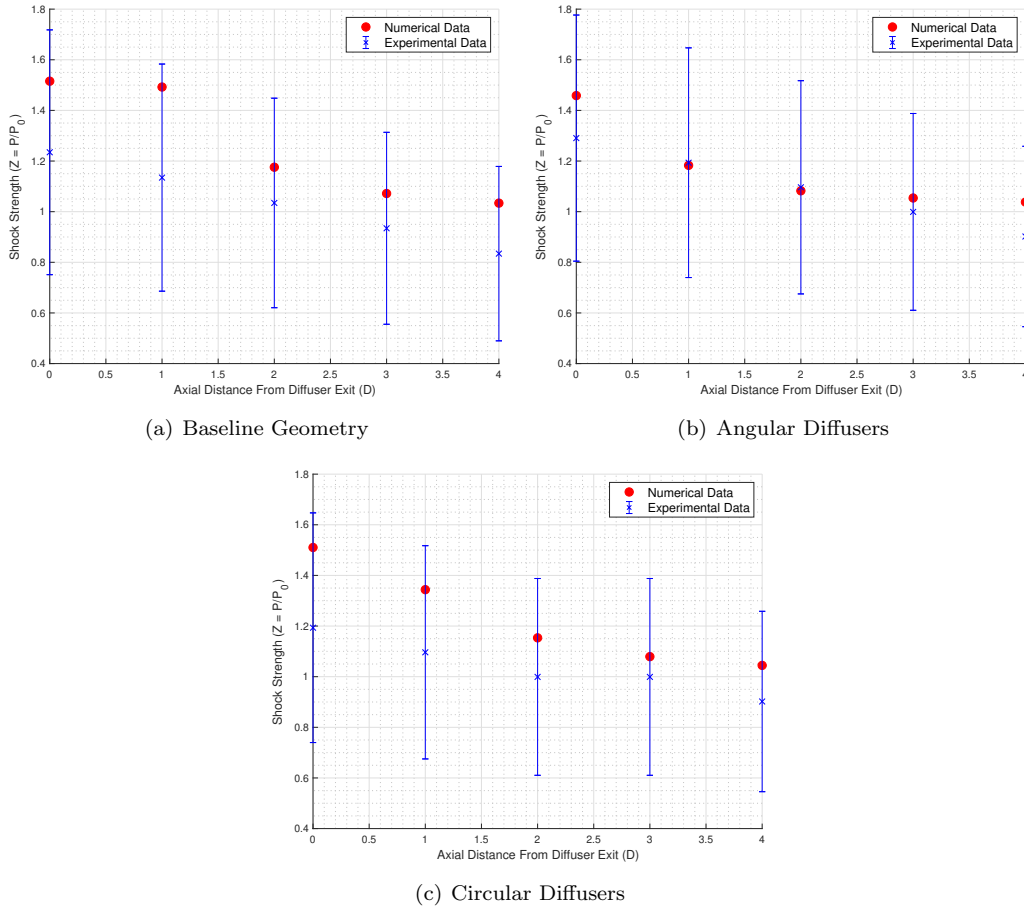 1.8
1.6
1.4
1.2
1
0.8
0.6
0.4
Shock Strength (Z = P/P0)
Numerical Data
Experimental Data
0 0.5 1 1.5 2 2.5 3 3.5 4
Axial Distance From Diffuser Exit (D)
(a) Baseline Geometry
1.8
1.6
1.4
1.2
1
0.8
0.6
0.4
Shock Strength (Z = P/P0)
Numerical Data
Experimental Data
0 0.5 1 1.5 2 2.5 3 3.5 4
Axial Distance From Diffuser Exit (D)
(b) Angular Diffusers
1.8
1.6
1.4
1.2
1
0.8
0.6
0.4
Shock Strength (Z = P/P0)
Numerical Data
Experimental Data
0 0.5 1 1.5 2 2.5 3 3.5 4
Axial Distance From Diffuser Exit (D)
(c) Circular Diffusers